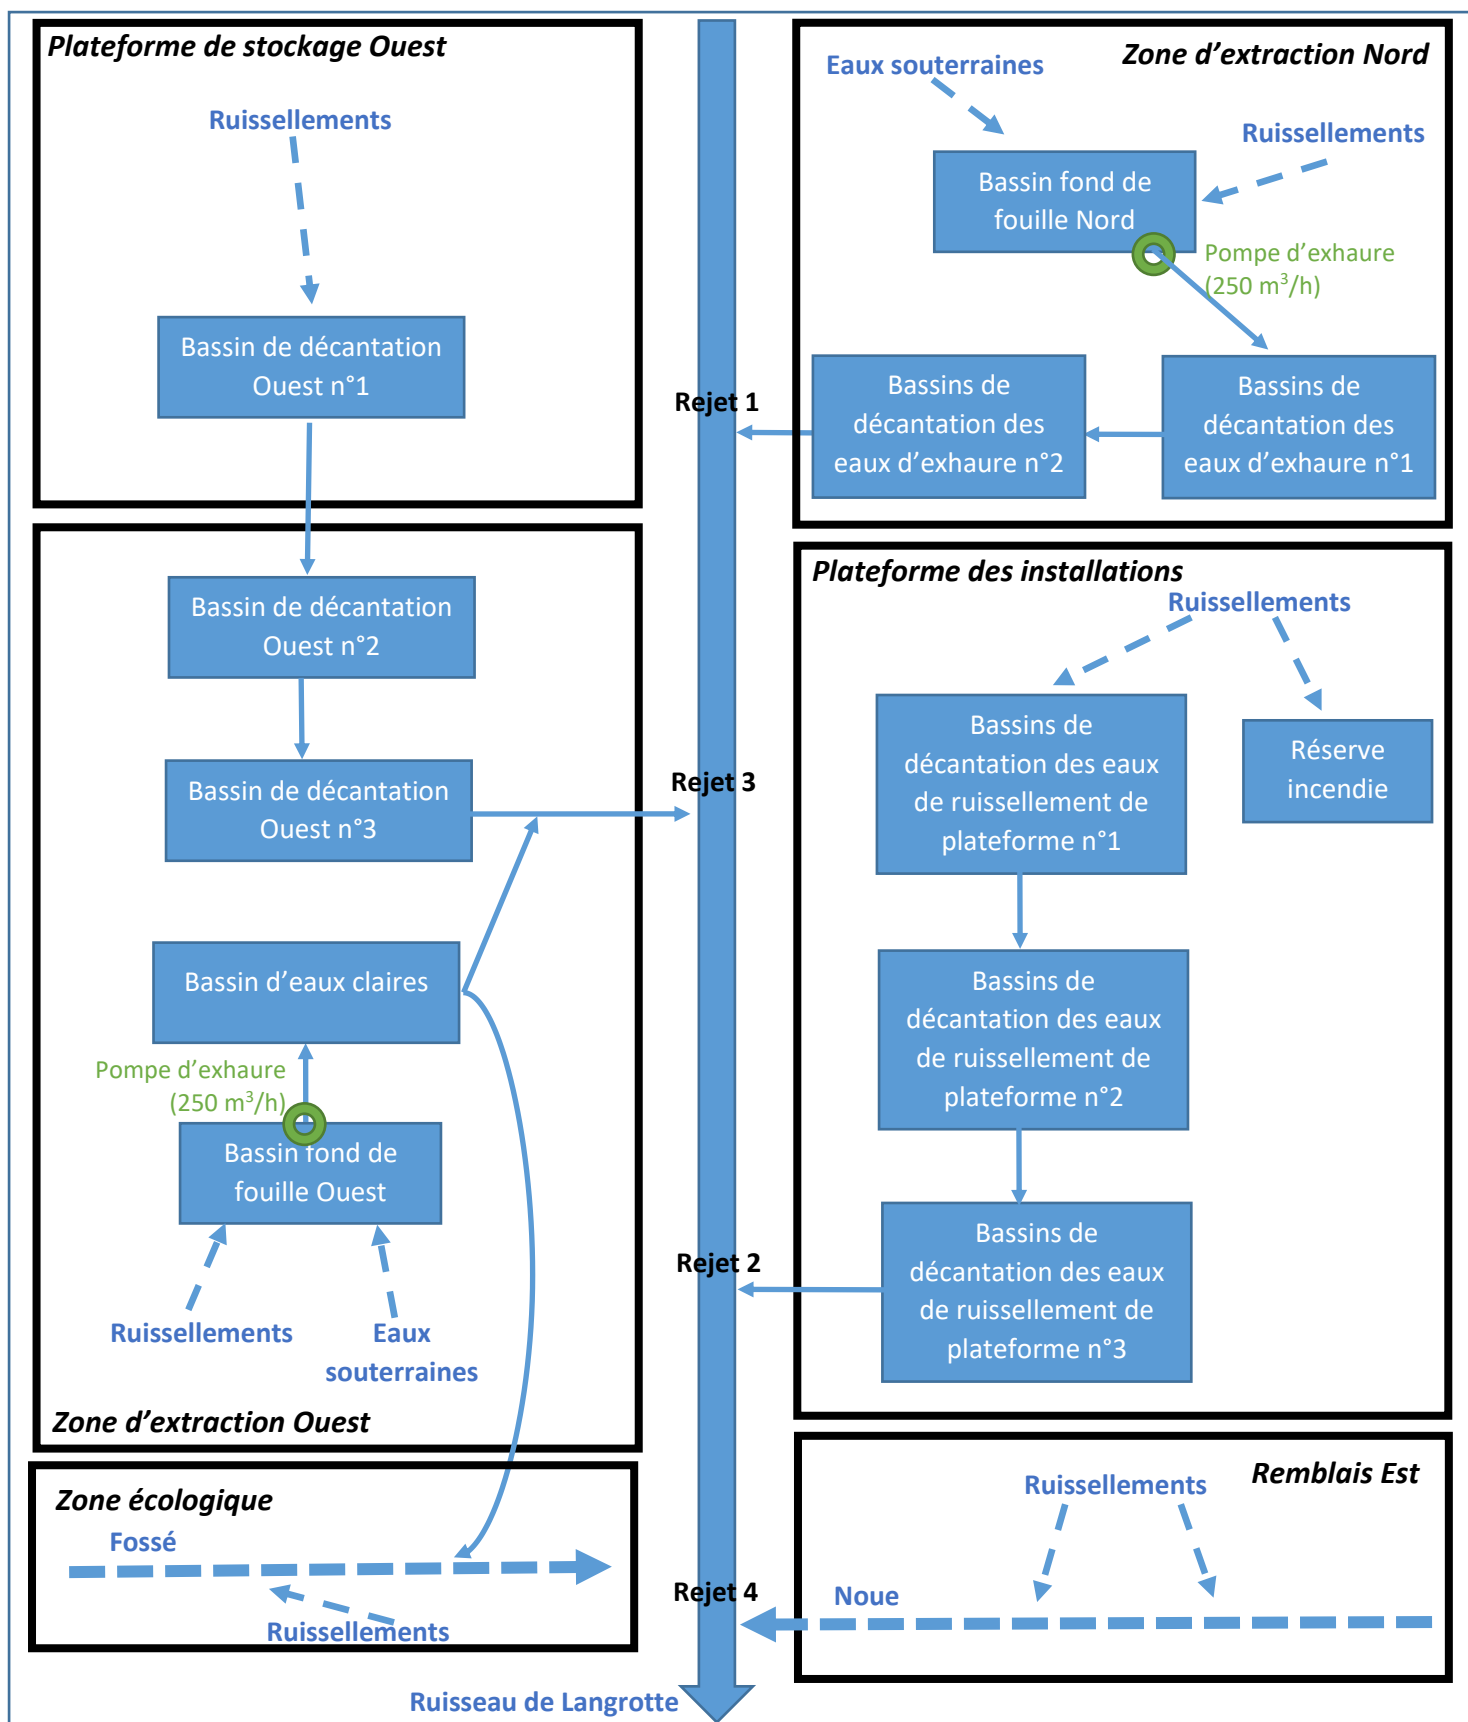 Plateforme de stockage Ouest
Ruissellements
Bassin de décantation
Ouest n°1
Zone d'extraction Nord
Eaux souterraines
Ruissellements
Bassin fond de
fouille Nord
Pompe d'exhaure
(250 m³/h)
Bassins de
décantation des
eaux d'exhaure n°2
Bassins de
décantation des
eaux d'exhaure n°1
Rejet 1
Bassin de décantation
Ouest n°2
Bassin de décantation
Ouest n°3
Rejet 3
Bassin d'eaux claires
Pompe d'exhaure
(250 m³/h)
Bassin fond de
fouille Ouest
Ruissellements
Eaux
souterraines
Zone d'extraction Ouest
Plateforme des installations
Ruissellements
Bassins de
décantation des eaux
de ruissellement de
plateforme n°1
Réserve
incendie
Bassins de
décantation des eaux
de ruissellement de
plateforme n°2
Rejet 2
Bassins de
décantation des eaux
de ruissellement de
plateforme n°3
Zone écologique
Fossé
Ruissellements
Remblais Est
Ruissellements
Rejet 4
Noue
Ruisseau de Langrotte